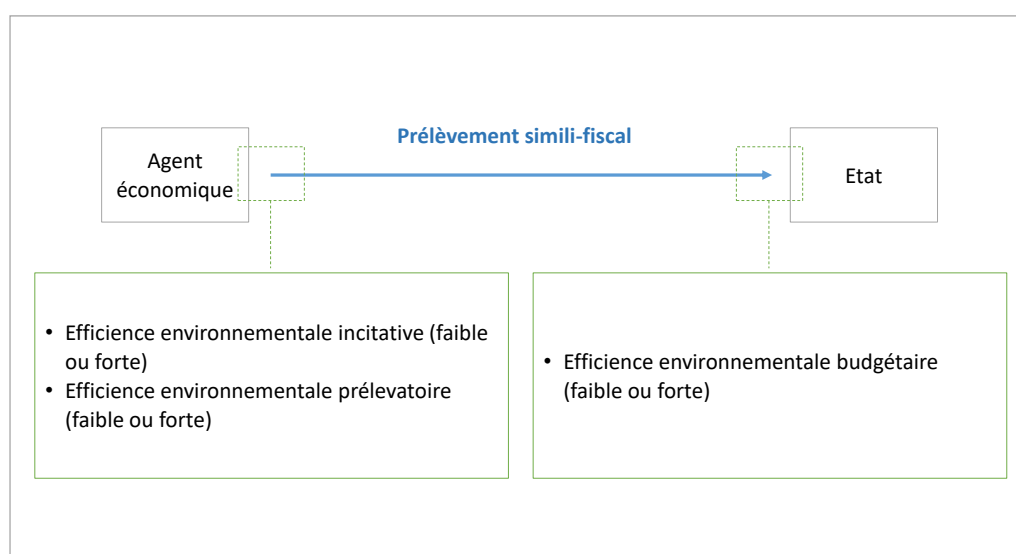 Prélèvement simili-fiscal
Agent
économique
Etat
• Efficience environnementale incitative (faible
ou forte)
• Efficience environnementale prélevatoire
(faible ou forte)
• Efficience environnementale budgétaire
(faible ou forte)